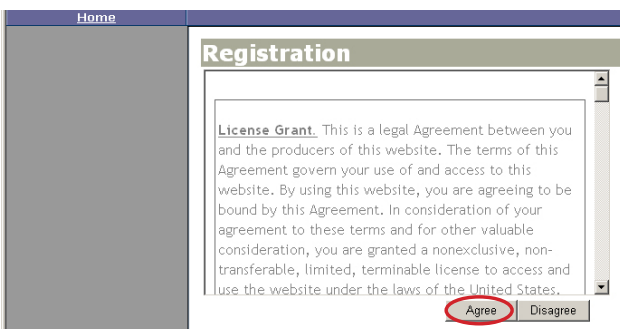 Home
Registration
License Grant. This is a legal Agreement between you
and the producers of this website. The terms of this
Agreement govern your use of and access to this
website. By using this website, you are agreeing to be
bound by this Agreement. In consideration of your
agreement to these terms and for other valuable
consideration, you are granted a nonexclusive, non-
transferable, limited, terminable license to access and
use the website under the laws of the United States.
Agree Disagree